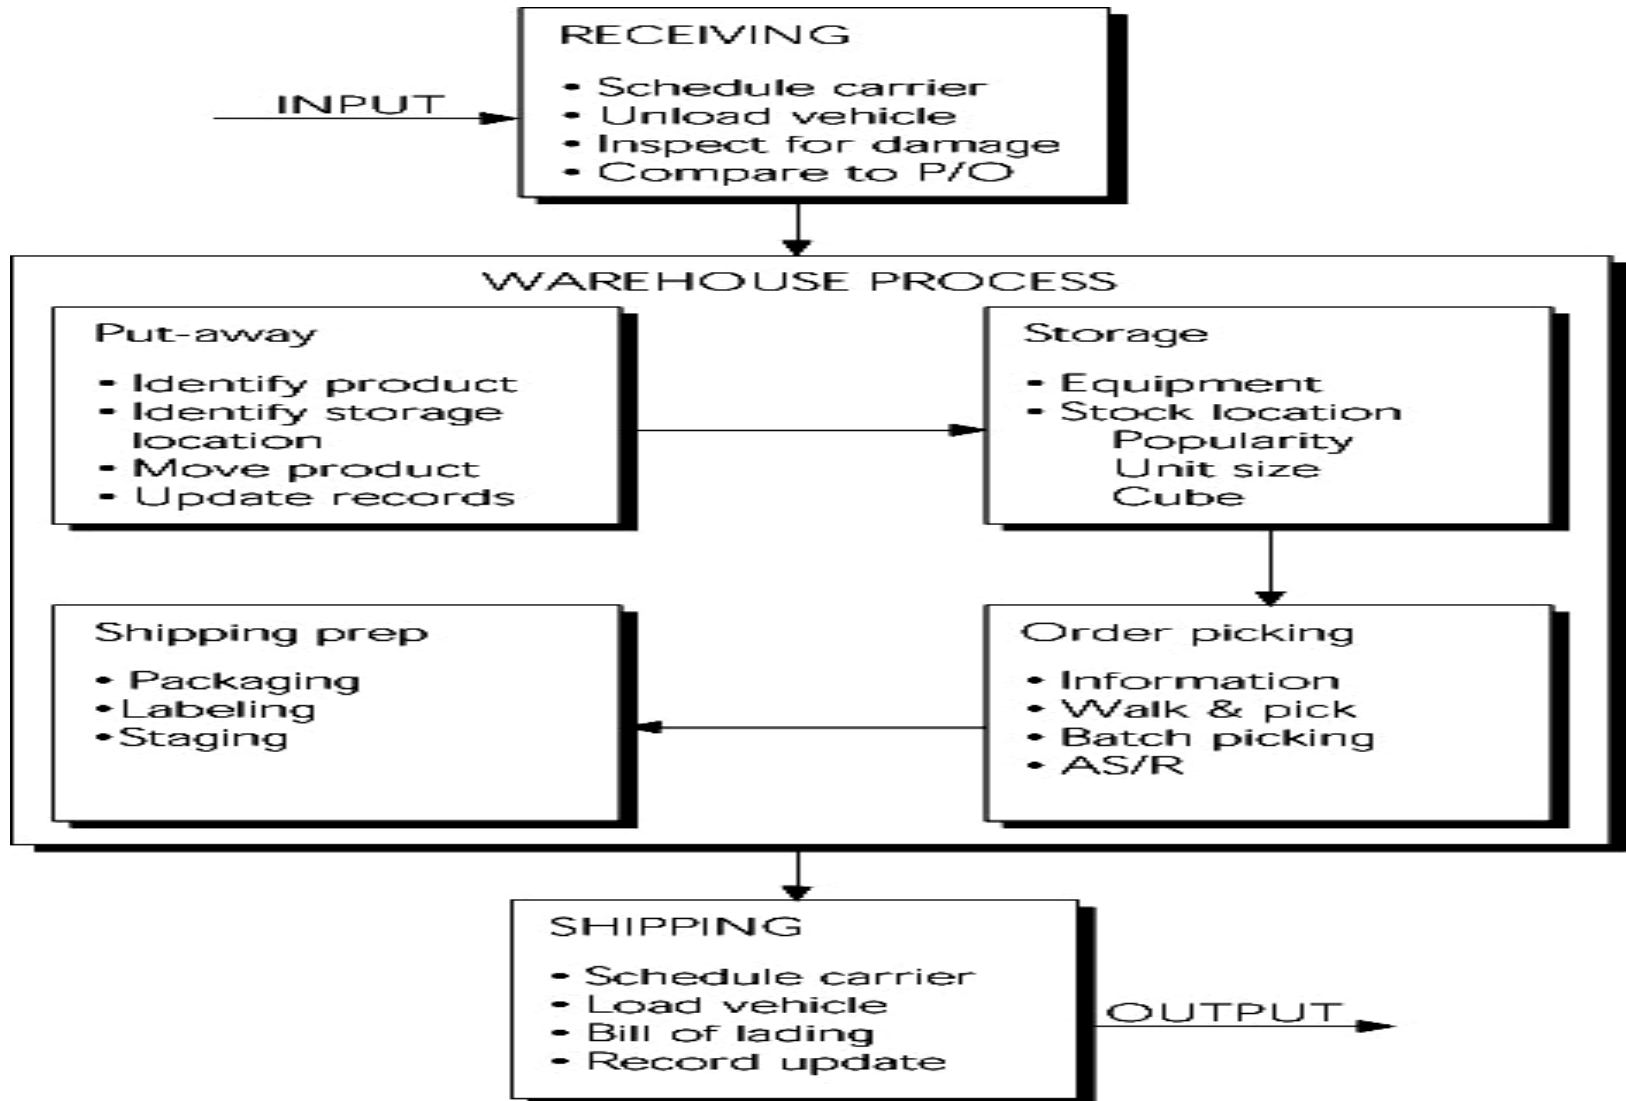 RECEIVING
• Schedule carrier
• Unload vehicle
• Inspect for damage
• Compare to P/O
INPUT
WAREHOUSE PROCESS
Put-away
• Identify product
• Identify storage
location
• Move product
• Update records
Storage
• Equipment
• Stock location
Popularity
Unit size
Cube
Order picking
• Information
• Walk & pick
• Batch picking
• AS/R
Shipping prep
• Packaging
• Labeling
• Staging
SHIPPING
• Schedule carrier
• Load vehicle
• Bill of lading
• Record update
OUTPUT